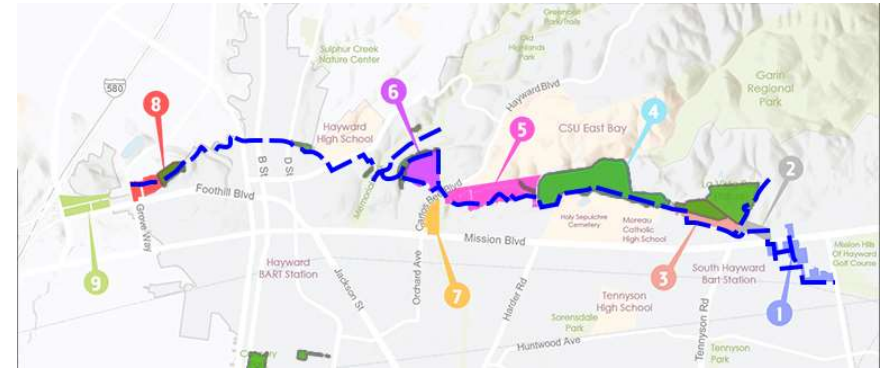 Greenbelt
Park/Trails
Old
Highlands
Park
Sulphur Creek
Nature Center
Garin
Regional
Park
580
8
6
5
4
Hayward Blvd
CSU East Bay
Hayward
High School
B St
D St
2
Foothill Blvd
Memorial
Carlos Bee Blvd
Holy Sepulchre
Cemetery
Moreau
Catholic
High School
Grove Way
Mission Blvd
9
Hayward
BART Station
Jackson St
Orchard Ave
7
Harder Rd
3
South Hayward
Bart Station
1
Mission Hills
Of Hayward
Golf Course
Tennyson
High School
Sorensdale
Park
Tennyson Rd
Huntwood Ave
Tennyson
Park